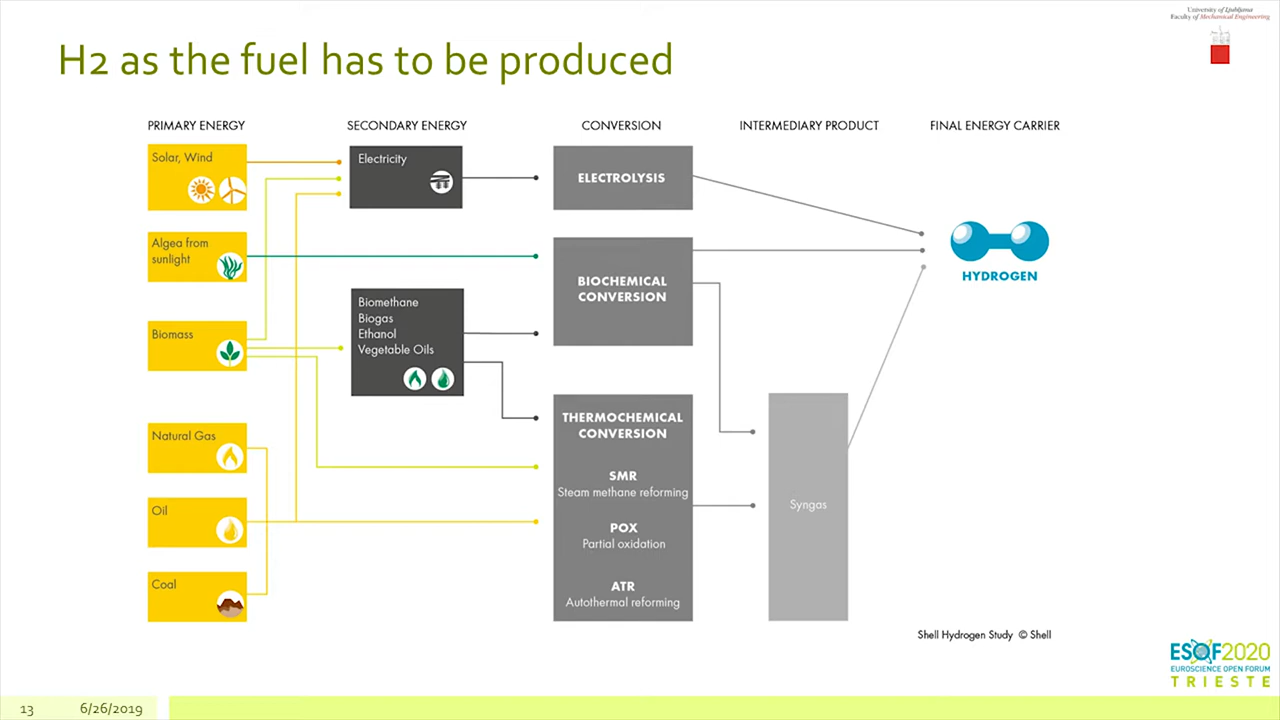 University of Ljubljana
Faculty of Mechanical Engineering
H2 as the fuel has to be produced
PRIMARY ENERGY
SECONDARY ENERGY
CONVERSION
INTERMEDIARY PRODUCT
FINAL ENERGY CARRIER
Solar, Wind
Electricity
ELECTROLYSIS
Algea from
sunlight
BIOCHEMICAL
CONVERSION
HYDROGEN
Biomethane
Biogas
Ethanol
Vegetable Oils
Biomass
THERMOCHEMICAL
CONVERSION
SMR
Steam methane reforming
POX
Partial oxidation
ATR
Autothermal reforming
Syngas
Natural Gas
Oil
Coal
Shell Hydrogen Study © Shell
ESOF2020
EUROSCIENCE OPEN FORUM
TRIESTE
13 6/26/2019